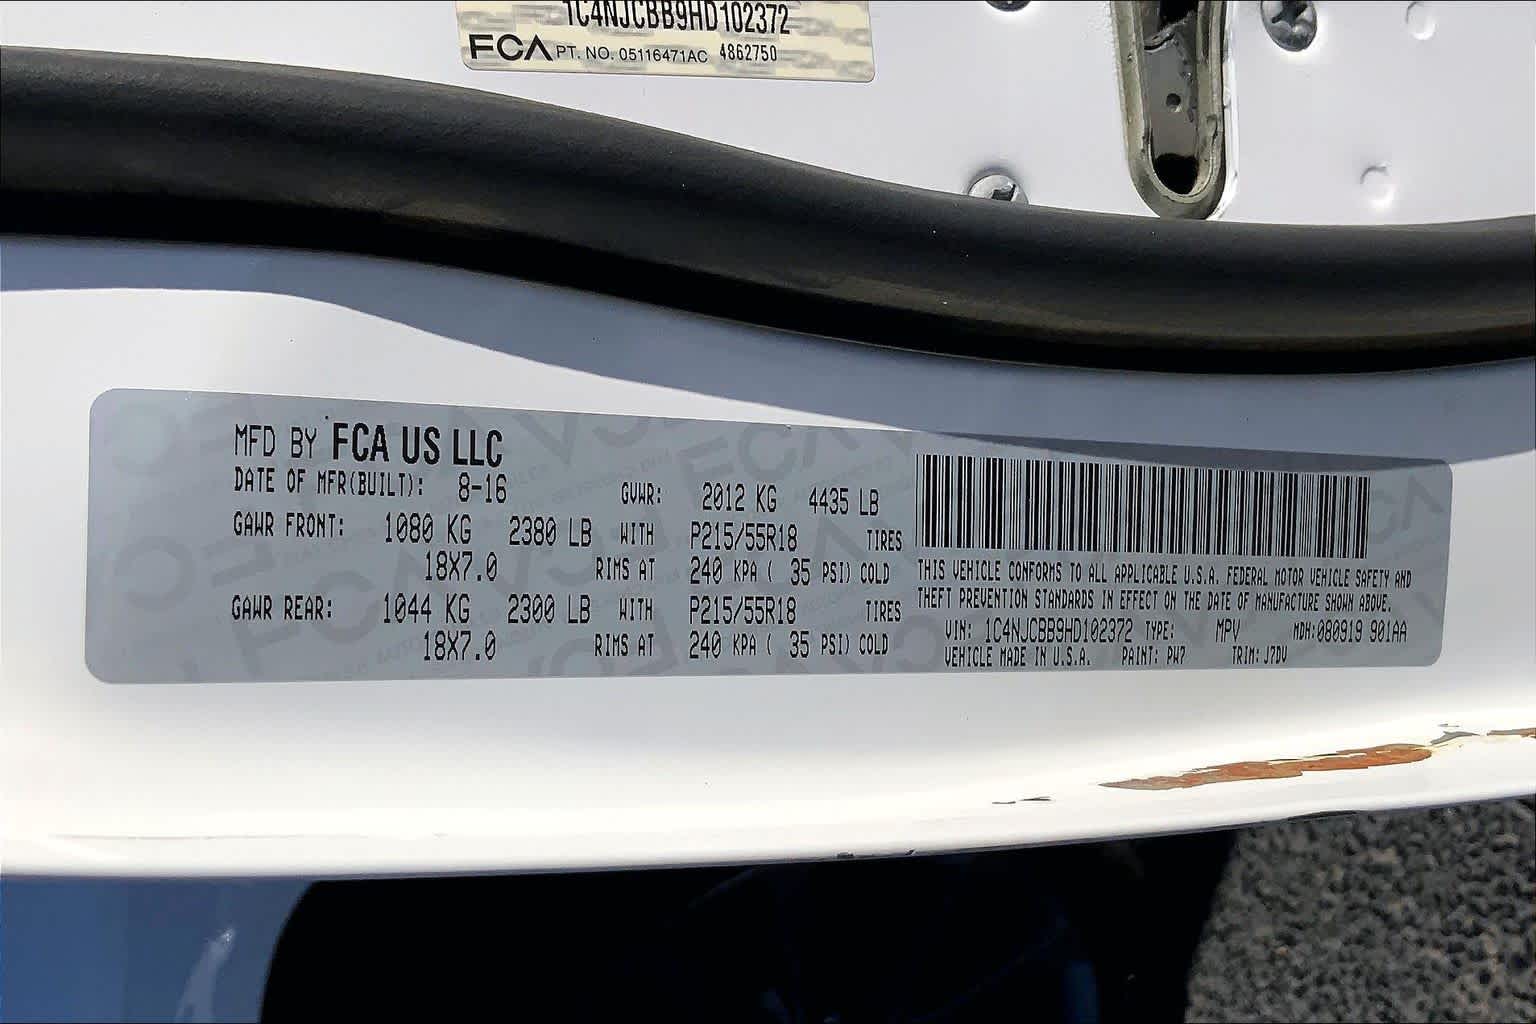 1C4NJCBB9HD102372
FCA PT. NO. 05116471AC 4862750
MFD BY FCA US LLC
DATE OF MFR(BUILT): 8-16 GVWR: 2012 KG 4435 LB
GAWR FRONT: 1080 KG 2380 LB WITH P215/55R18 TIRES
18X7.0 RIMS AT 240 KPA ( 35 PSI) COLD
GAWR REAR: 1044 KG 2300 LB WITH P215/55R18 TIRES
18X7.0 RIMS AT 240 KPA ( 35 PSI) COLD
THIS VEHICLE CONFORMS TO ALL APPLICABLE U.S.A. FEDERAL MOTOR VEHICLE SAFETY AND
THEFT PREVENTION STANDARDS IN EFFECT ON THE DATE OF MANUFACTURE SHOWN ABOVE.
VIN: 1C4NJCBB9HD102372 TYPE: MPV MDH:080919 901AA
VEHICLE MADE IN U.S.A. PAINT: PW7 TRIM: J7DV